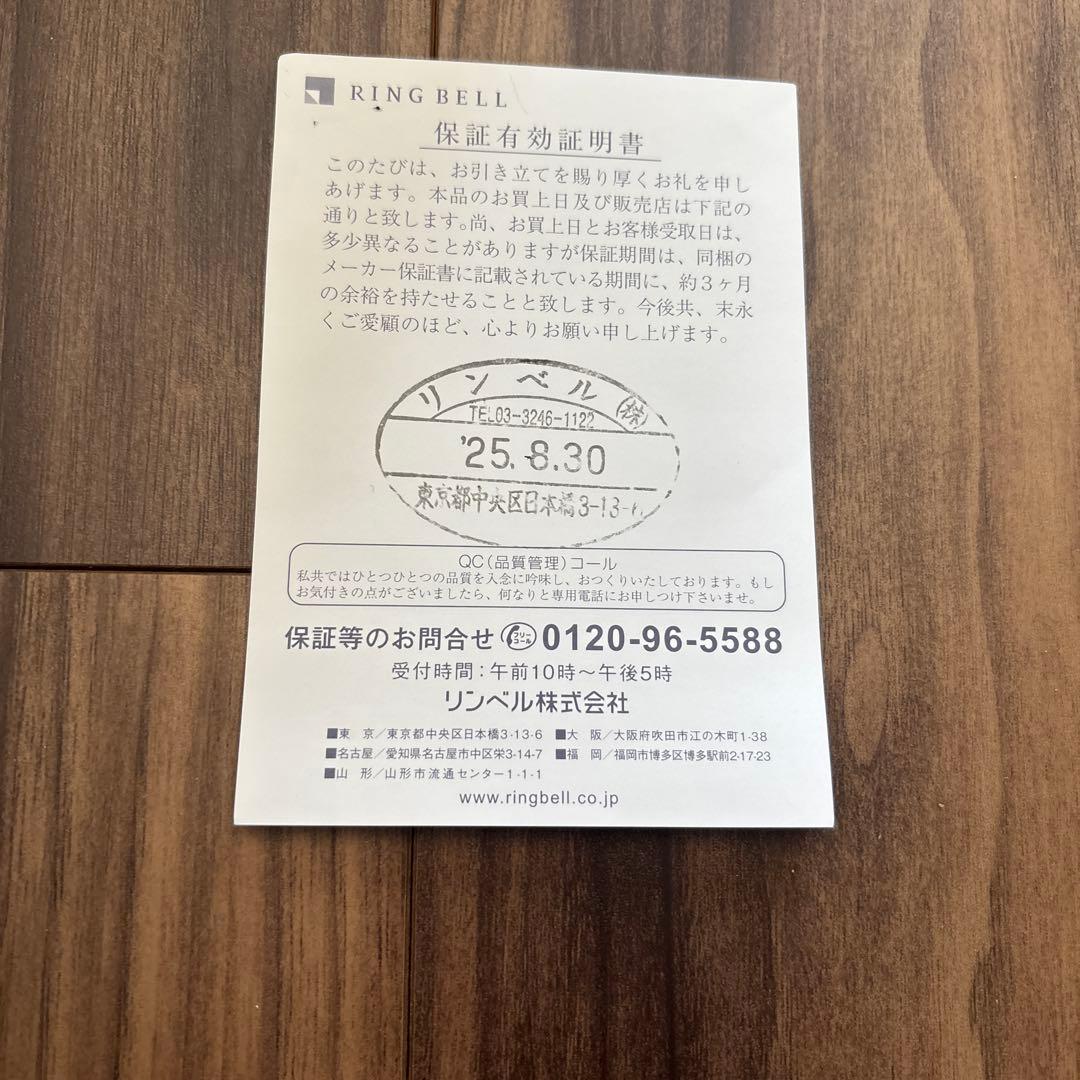 RING BELL
保証有効証明書
このたびは、お引き立てを賜り厚くお礼を申し
あげます。本品のお買上日及び販売店は下記の
通りと致します。尚、お買上日とお客様受取日は、
多少異なることがありますが保証期間は、同梱の
メーカー保証書に記載されている期間に、約3ヶ月
の余裕を持たせることと致します。今後共、末永
くご愛顧のほど、心よりお願い申し上げます。
リンベル(株)
TEL03-3246-1122
'25.-8.30
東京都中央区日本橋3-13-
QC(品質管理)コール
私共ではひとつひとつの品質を入念に吟味し、おつくりいたしております。もし
お気付きの点がございましたら、何なりと専用電話にお申しつけ下さいませ。
保証等のお問合せ フリーコール 0120-96-5588
受付時間:午前10時〜午後5時
リンベル株式会社
■東 京/東京都中央区日本橋3-13-6 ■大 阪/大阪府吹田市江の木町1-38
■名古屋/愛知県名古屋市中区栄3-14-7 ■福 岡/福岡市博多区博多駅前2-17-23
■山 形/山形市流通センター1-1-1
www.ringbell.co.jp